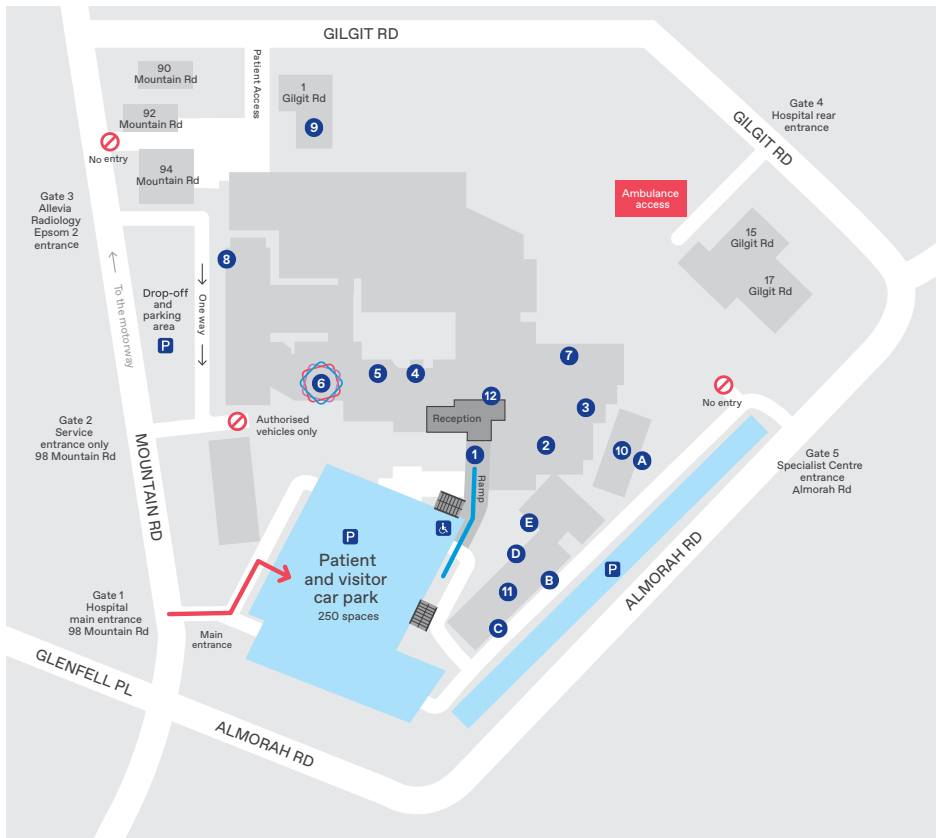 GILGIT RD
90
Mountain Rd
Patient Access
1
Gilgit Rd
9
92
Mountain Rd
No entry
94
Mountain Rd
Gate 4
Hospital rear
entrance
GILGIT RD
Ambulance
access
Gate 3
Allevia
Radiology
Epsom 2
entrance
15
Gilgit Rd
17
Gilgit Rd
8
To the motorway
Drop-off
and
parking
area
P
One way
7
6
5
4
12
3
No entry
Reception
Authorised
vehicles only
Gate 2
Service
entrance only
98 Mountain Rd
MOUNTAIN RD
1
2
10
A
Ramp
Gate 5
Specialist Centre
entrance
Almorah Rd
E
D
B
11
C
P
P
Patient
and visitor
car park
250 spaces
ALMORAH RD
Gate 1
Hospital
main entrance
98 Mountain Rd
Main
entrance
GLENFELL PL
ALMORAH RD